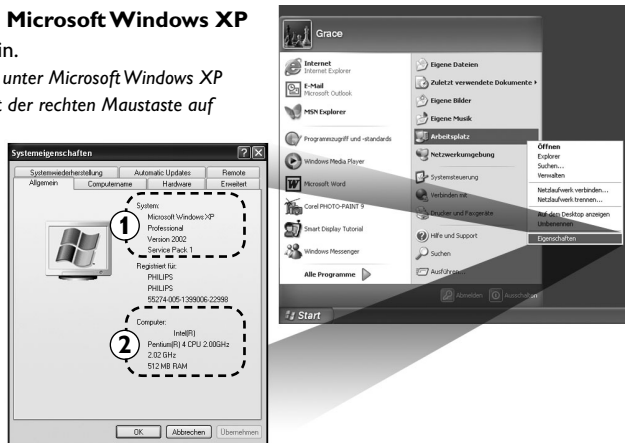 Microsoft Windows XP
in.
unter Microsoft Windows XP
t der rechten Maustaste auf
Systemeigenschaften
Systemwiederherstellung
Automatic Updates
Remote
Allgemein
Computername
Hardware
Erweitert
1
System:
Microsoft Windows XP
Professional
Version 2002
Service Pack 1
Registriert für:
PHILIPS
PHILIPS
55274-005-1399006-22998
2
Computer:
Intel(R)
Pentium(R) 4 CPU 2.00GHz
2.02 GHz
512 MB RAM
OK
Abbrechen
Übernehmen
Grace
Internet
Internet Explorer
E-Mail
Microsoft Outlook
MSN Explorer
Programmzugriff und -standards
Windows Media Player
Microsoft Word
Corel PHOTO-PAINT 9
Smart Display Tutorial
Windows Messenger
Alle Programme
Eigene Dateien
Zuletzt verwendete Dokumente
Eigene Bilder
Eigene Musik
Arbeitsplatz
Netzwerkumgebung
Systemsteuerung
Verbinden mit
Drucker und Faxgeräte
Hilfe und Support
Suchen
Ausführen...
Abmelden
Ausschalten
Start
Öffnen
Explorer
Suchen...
Verwalten
Netzlaufwerk verbinden...
Netzlaufwerk trennen...
Auf dem Desktop anzeigen
Umbenennen
Eigenschaften